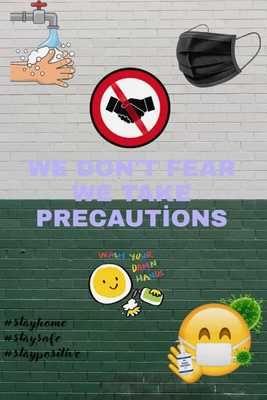 WE DON'T FEAR
WE TAKE
PRECAUTİONS
WASH YOUR
DAMN
HANDS
#stayhome
#staysafe
#staypositive